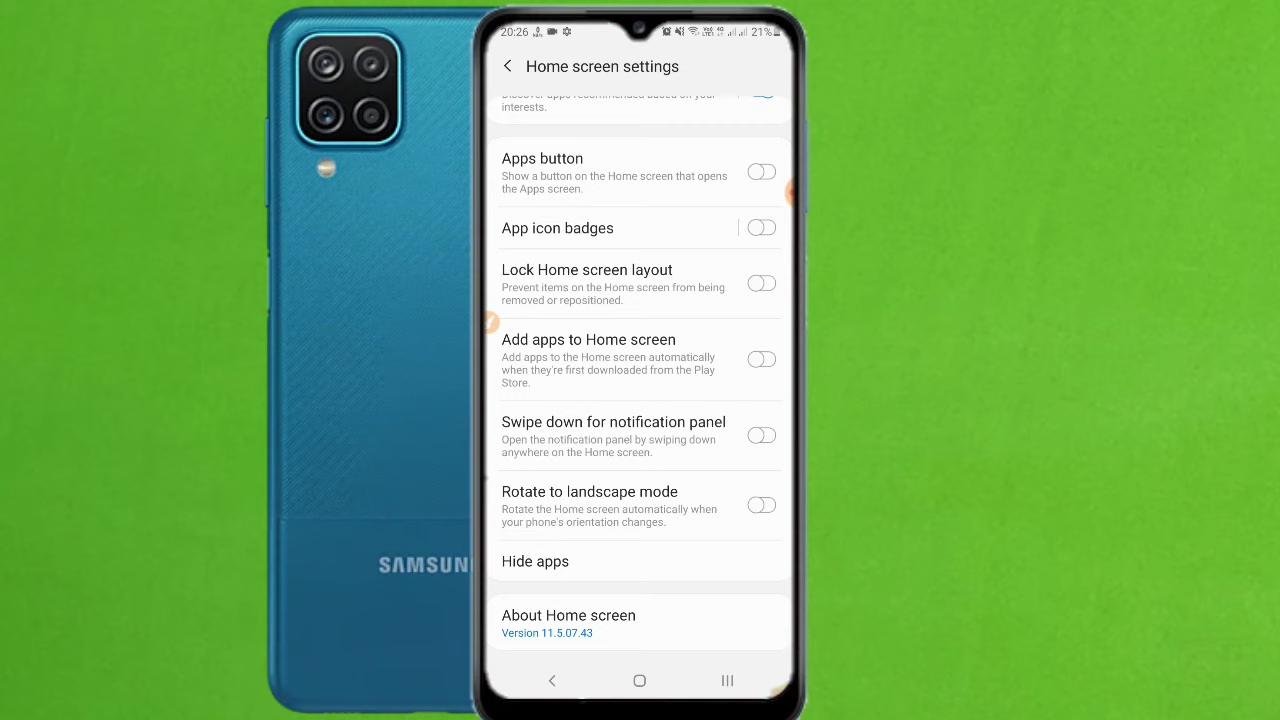 20:26
21%
Home screen settings
Discover apps recommended based on your
interests.
Apps button
Show a button on the Home screen that opens
the Apps screen.
App icon badges
Lock Home screen layout
Prevent items on the Home screen from being
removed or repositioned.
Add apps to Home screen
Add apps to the Home screen automatically
when they're first downloaded from the Play
Store.
Swipe down for notification panel
Open the notification panel by swiping down
anywhere on the Home screen.
Rotate to landscape mode
Rotate the Home screen automatically when
your phone's orientation changes.
Hide apps
About Home screen
Version 11.5.07.43
SAMSUN